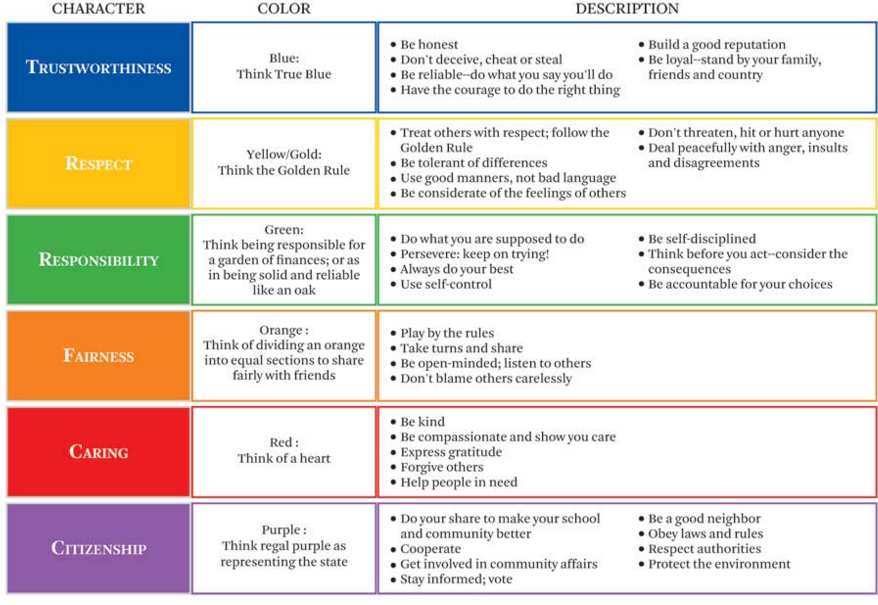 CHARACTER COLOR DESCRIPTION
TRUSTWORTHINESS
Blue:
Think True Blue
• Be honest
• Don't deceive, cheat or steal
• Be reliable--do what you say you'll do
• Have the courage to do the right thing
• Build a good reputation
• Be loyal--stand by your family,
friends and country
RESPECT
Yellow/Gold:
Think the Golden Rule
• Treat others with respect; follow the
Golden Rule
• Be tolerant of differences
• Use good manners, not bad language
• Be considerate of the feelings of others
• Don't threaten, hit or hurt anyone
• Deal peacefully with anger, insults
and disagreements
RESPONSIBILITY
Green:
Think being responsible for
a garden of finances; or as
in being solid and reliable
like an oak
• Do what you are supposed to do
• Persevere: keep on trying!
• Always do your best
• Use self-control
• Be self-disciplined
• Think before you act--consider the
consequences
• Be accountable for your choices
FAIRNESS
Orange :
Think of dividing an orange
into equal sections to share
fairly with friends
• Play by the rules
• Take turns and share
• Be open-minded; listen to others
• Don't blame others carelessly
CARING
Red :
Think of a heart
• Be kind
• Be compassionate and show you care
• Express gratitude
• Forgive others
• Help people in need
CITIZENSHIP
Purple :
Think regal purple as
representing the state
• Do your share to make your school
and community better
• Cooperate
• Get involved in community affairs
• Stay informed; vote
• Be a good neighbor
• Obey laws and rules
• Respect authorities
• Protect the environment